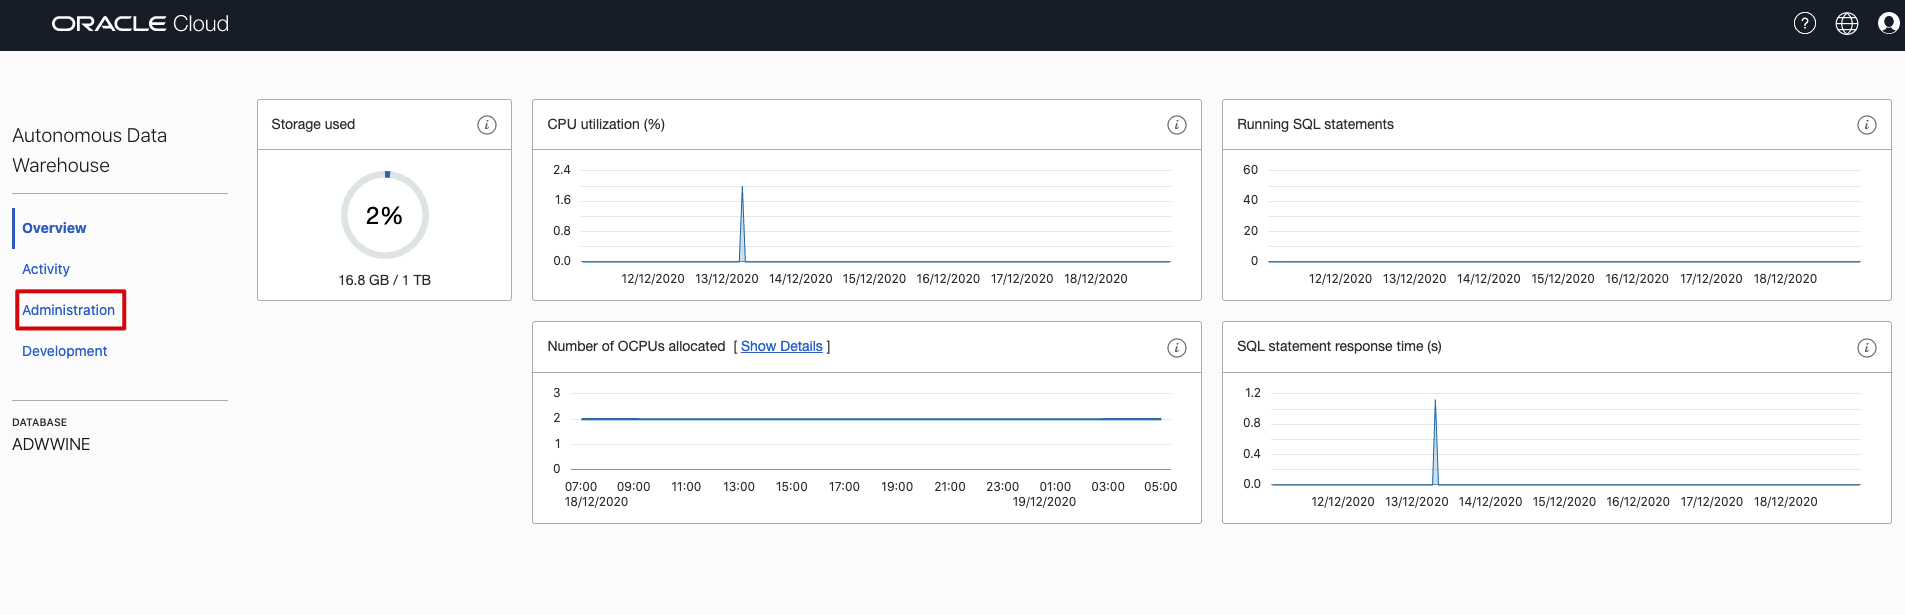 ORACLE Cloud
Autonomous Data
Warehouse
Overview
Activity
Administration
Development
DATABASE
ADWWINE
Storage used
2%
16.8 GB / 1 TB
CPU utilization (%)
2.4
1.6
0.8
0.0
12/12/2020 13/12/2020 14/12/2020 15/12/2020 16/12/2020 17/12/2020 18/12/2020
Running SQL statements
60
40
20
0
12/12/2020 13/12/2020 14/12/2020 15/12/2020 16/12/2020 17/12/2020 18/12/2020
Number of OCPUs allocated [ Show Details ]
3
2
1
0
07:00 09:00 11:00 13:00 15:00 17:00 19:00 21:00 23:00 01:00 03:00 05:00
18/12/2020 19/12/2020
SQL statement response time (s)
1.2
0.8
0.4
0.0
12/12/2020 13/12/2020 14/12/2020 15/12/2020 16/12/2020 17/12/2020 18/12/2020